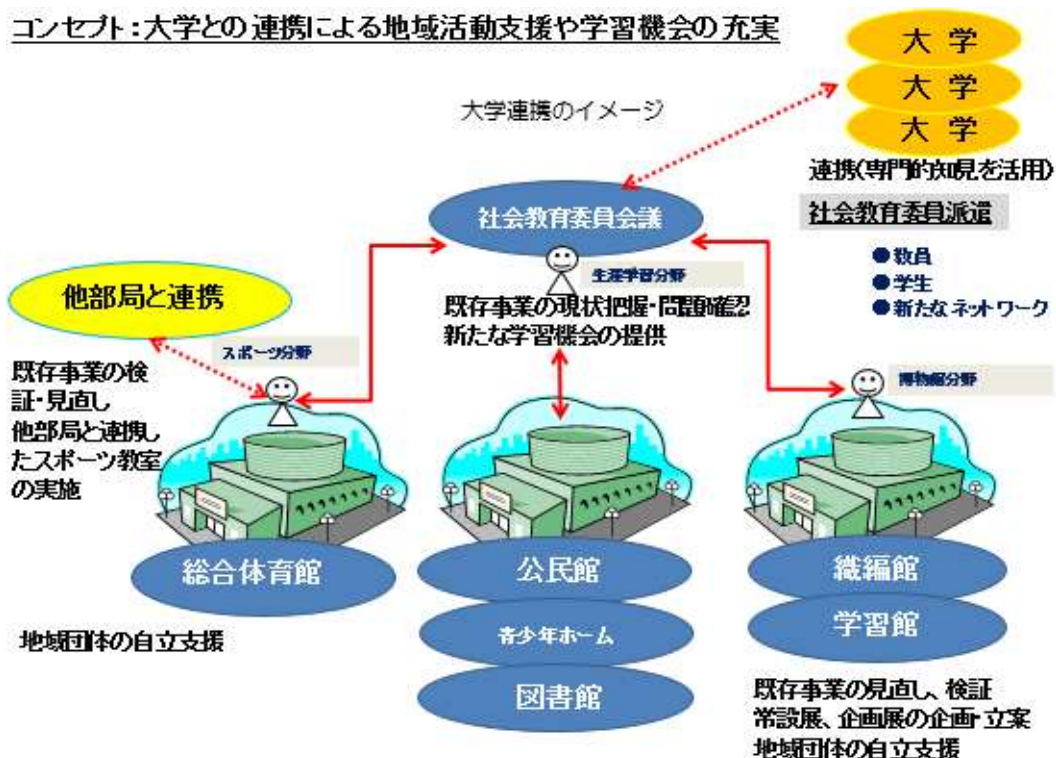 コンセプト:大学との連携による地域活動支援や学習機会の充実
大学
大学
大学
大学連携のイメージ
連携(専門的知見を活用)
社会教育委員派遣
●教員
●学生
●新たなネットワーク
社会教育委員会議
生涯学習分野
既存事業の現状把握・問題確認
新たな学習機会の提供
他部局と連携
スポーツ分野
既存事業の検
証・見直し
他部局と連携し
たスポーツ教室
の実施
博物館分野
総合体育館
公民館
青少年ホーム
図書館
織編館
学習館
地域団体の自立支援
既存事業の見直し、検証
常設展、企画展の企画・立案
地域団体の自立支援